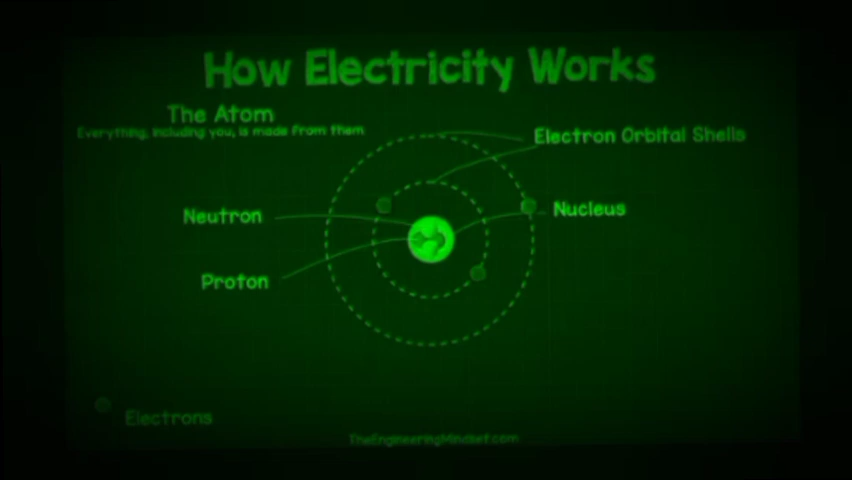 How Electricity Works
The Atom
Everything, including you, is made from them
Electron Orbital Shells
Neutron
Nucleus
Proton
Electrons
TheEngineeringMindset.com